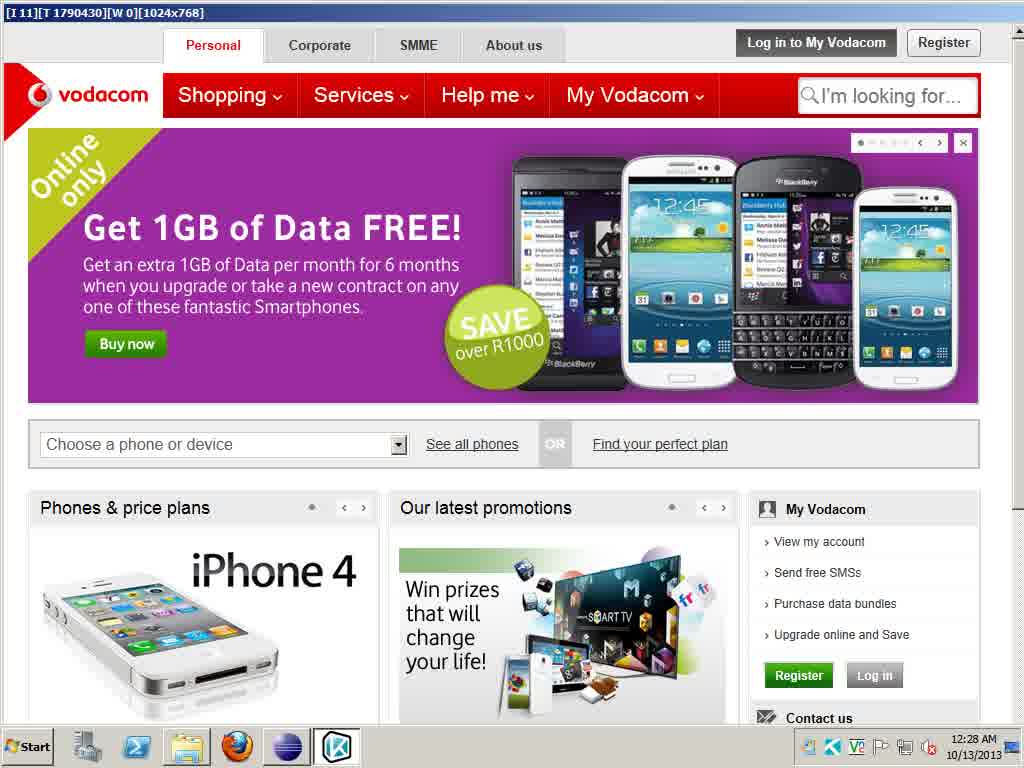 [I 11][T 1790430][W 0][1024x768]
Personal
Corporate
SMME
About us
Log in to My Vodacom
Register
vodacom
Shopping
Services
Help me
My Vodacom
I'm looking for...
Online
only
Get 1GB of Data FREE!
Get an extra 1GB of Data per month for 6 months
when you upgrade or take a new contract on any
one of these fantastic Smartphones.
Buy now
SAVE
over R1000
BlackBerry
BlackBerry
12:45
12:45
Choose a phone or device
See all phones
OR
Find your perfect plan
Phones & price plans
Our latest promotions
My Vodacom
iPhone 4
Win prizes
that will
change
your life!
SMART TV
View my account
Send free SMSs
Purchase data bundles
Upgrade online and Save
Register
Log in
Contact us
Start
12:28 AM
10/13/2013